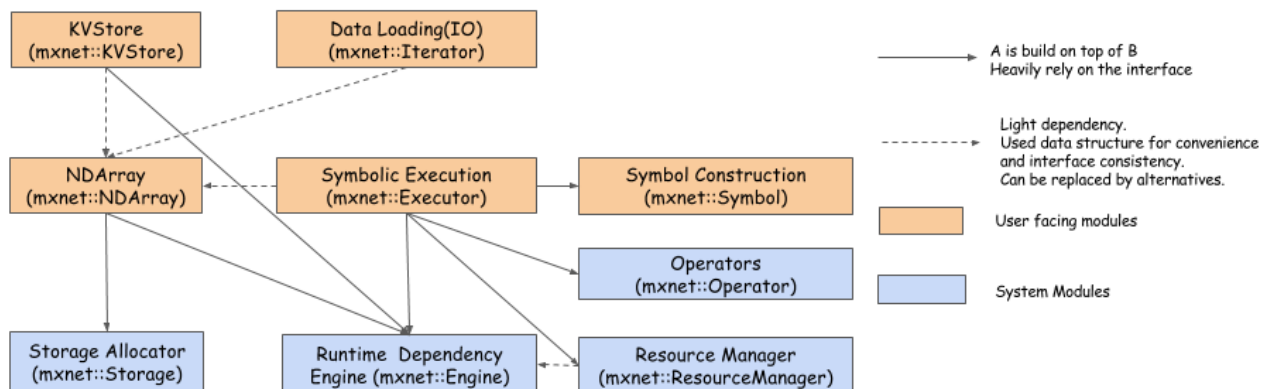 KVStore
(mxnet::KVStore)
Data Loading(IO)
(mxnet::Iterator)
A is build on top of B
Heavily rely on the interface
Light dependency.
Used data structure for convenience
and interface consistency.
Can be replaced by alternatives.
NDArray
(mxnet::NDArray)
Symbolic Execution
(mxnet::Executor)
Symbol Construction
(mxnet::Symbol)
User facing modules
Operators
(mxnet::Operator)
System Modules
Storage Allocator
(mxnet::Storage)
Runtime Dependency
Engine (mxnet::Engine)
Resource Manager
(mxnet::ResourceManager)